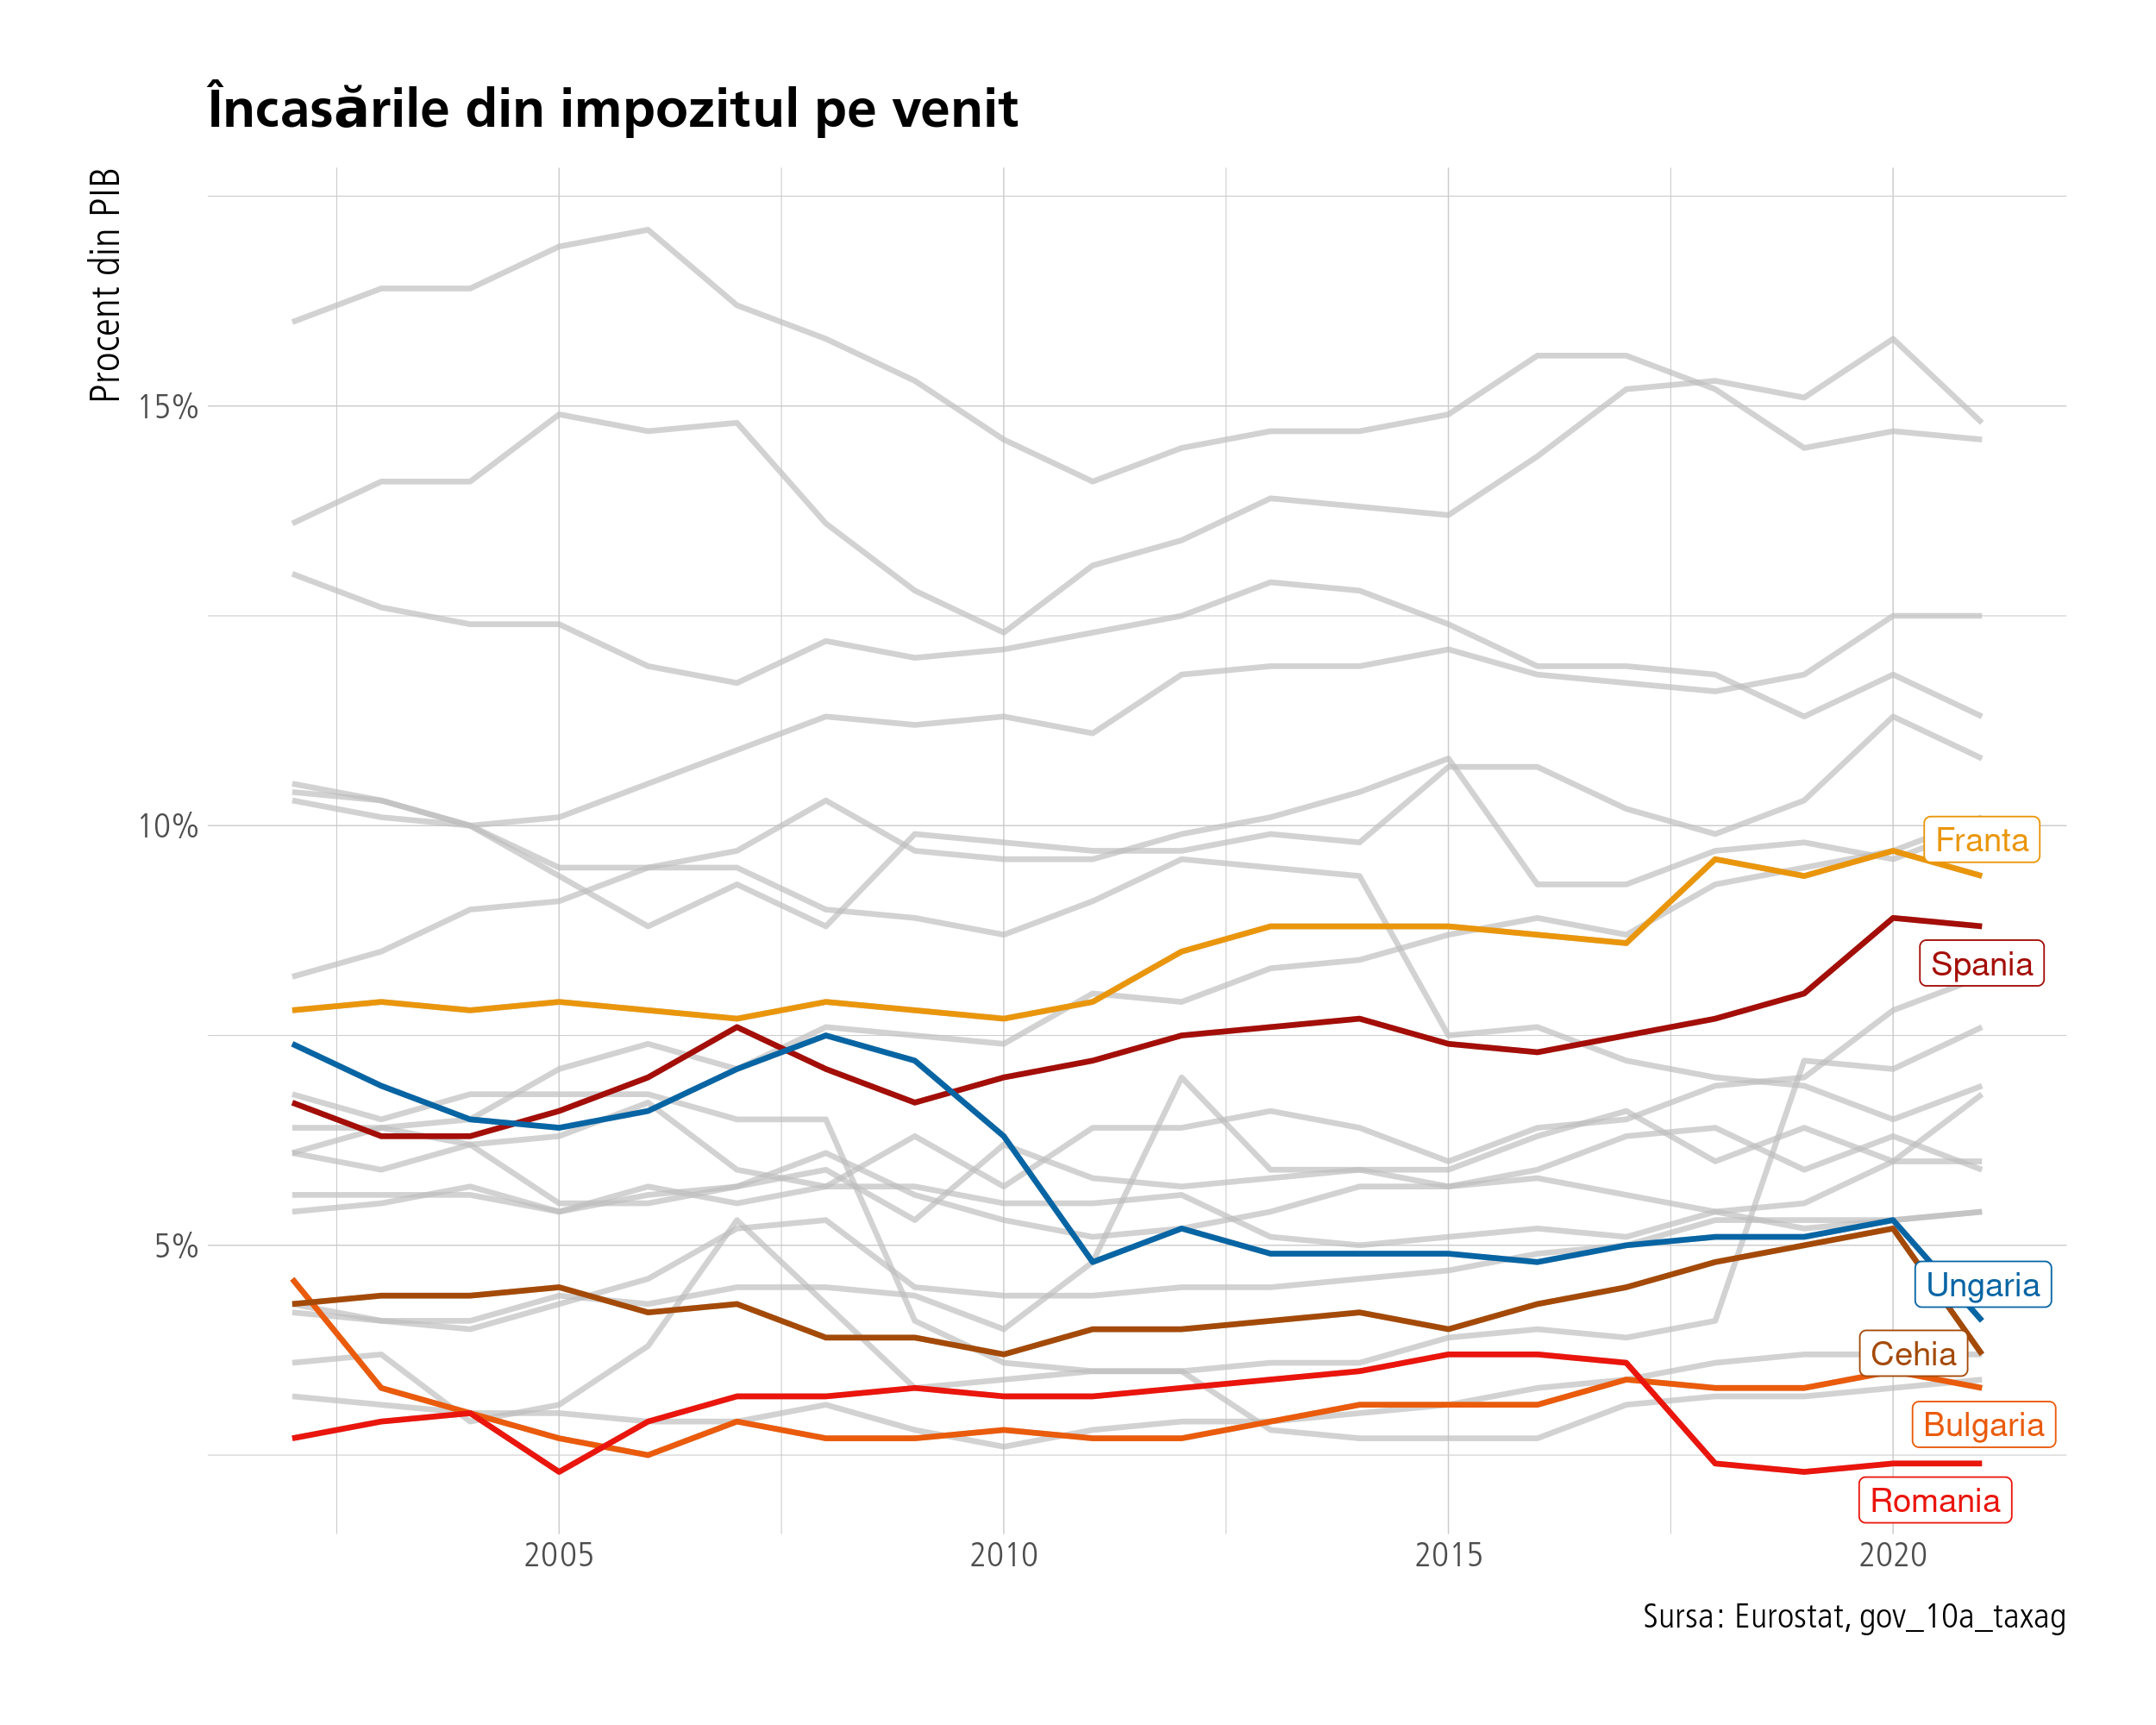 Încasările din impozitul pe venit
Procent din PIB
15%
10%
5%
Franta
Spania
Ungaria
Cehia
Bulgaria
Romania
2005
2010
2015
2020
Sursa: Eurostat, gov_10a_taxag